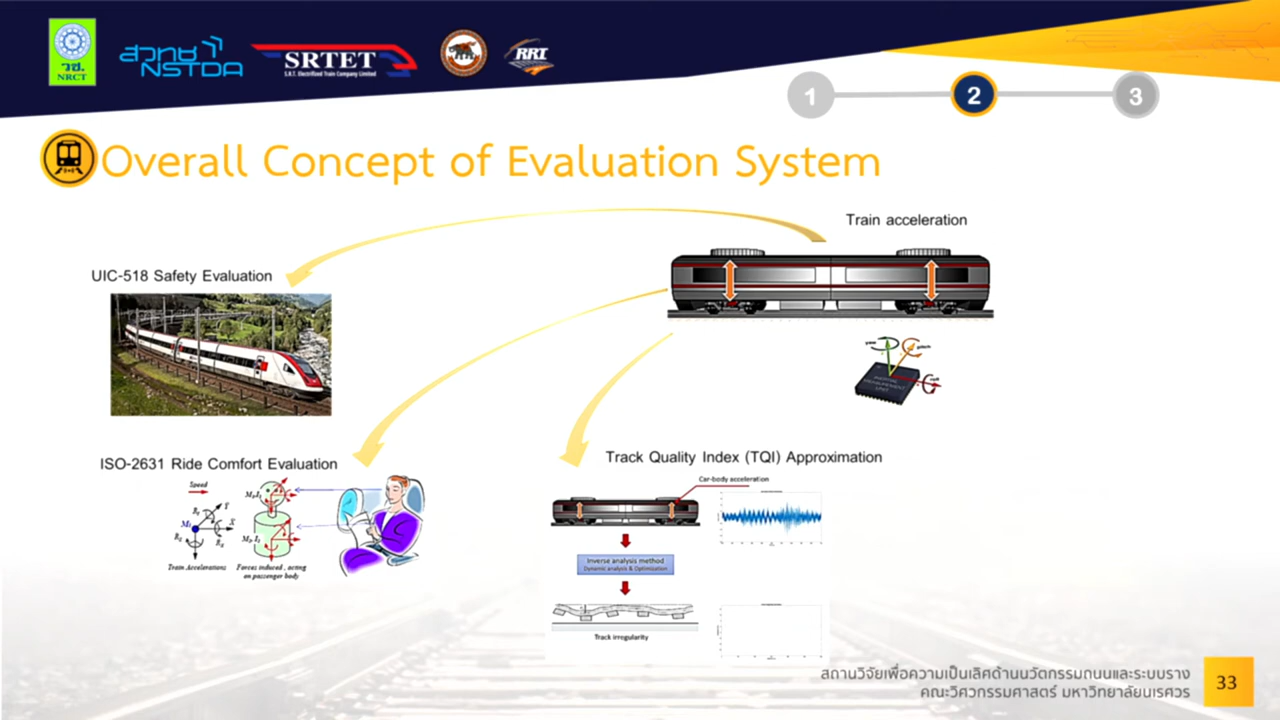 วช.
NRCT
สวทช
NSTDA
SRTET
S.R.T. Electrified Train Company Limited
RRI
1
2
3
Overall Concept of Evaluation System
Train acceleration
UIC-518 Safety Evaluation
INERTIAL
MEASUREMENT
UNIT
ISO-2631 Ride Comfort Evaluation
Speed
Train Accelerations
Forces induced , acting
on passenger body
Track Quality Index (TQI) Approximation
Car-body acceleration
Inverse analysis method
Dynamic analysis & Optimization
Track irregularity
สถานวิจัยเพื่อความเป็นเลิศด้านนวัตกรรมถนนและระบบราง
คณะวิศวกรรมศาสตร์ มหาวิทยาลัยนเรศวร
33